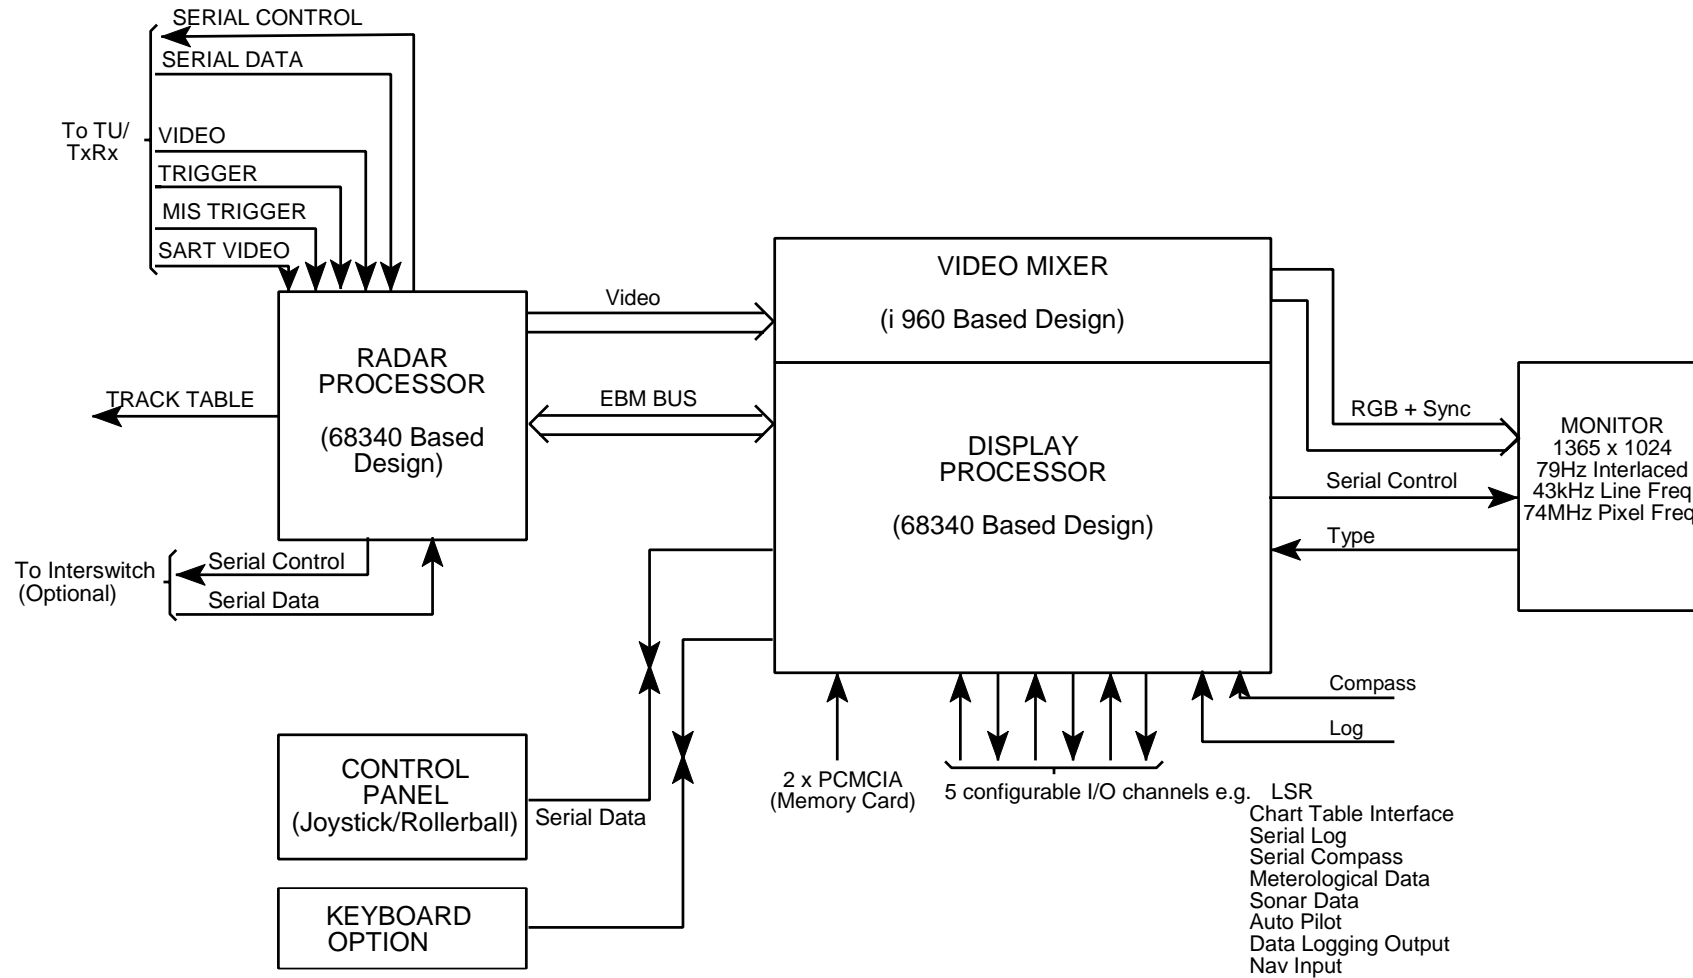 SERIAL CONTROL
SERIAL DATA
To TU/
TxRx
VIDEO
TRIGGER
MIS TRIGGER
SART VIDEO
RADAR
PROCESSOR
(68340 Based
Design)
TRACK TABLE
Video
EBM BUS
VIDEO MIXER
(i 960 Based Design)
DISPLAY
PROCESSOR
(68340 Based Design)
RGB + Sync
Serial Control
Type
MONITOR
1365 x 1024
79Hz Interlaced
43kHz Line Freq
74MHz Pixel Freq
To Interswitch
(Optional)
Serial Control
Serial Data
CONTROL
PANEL
(Joystick/Rollerball)
Serial Data
KEYBOARD
OPTION
2 x PCMCIA
(Memory Card)
Compass
Log
5 configurable I/O channels e.g. LSR
Chart Table Interface
Serial Log
Serial Compass
Meterological Data
Sonar Data
Auto Pilot
Data Logging Output
Nav Input